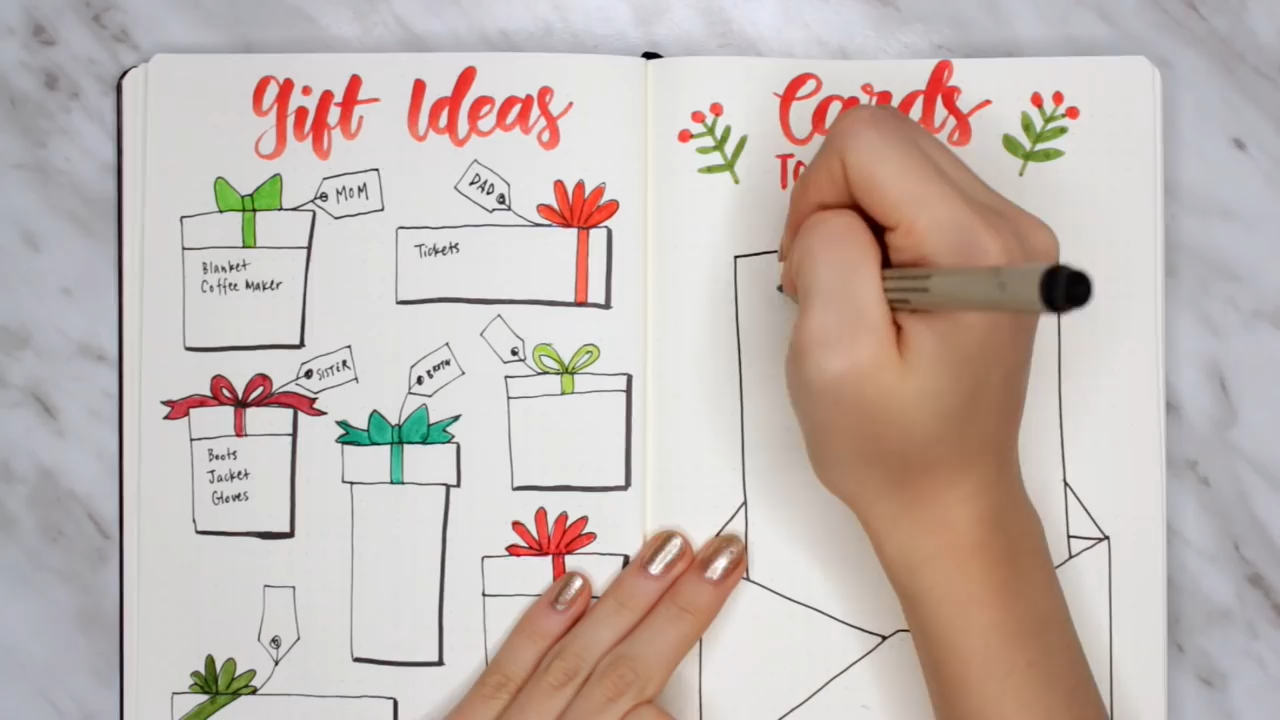 Gift Ideas
MOM
Blanket
Coffee Maker
DAD
Tickets
SISTER
Boots
Jacket
Gloves
Cards